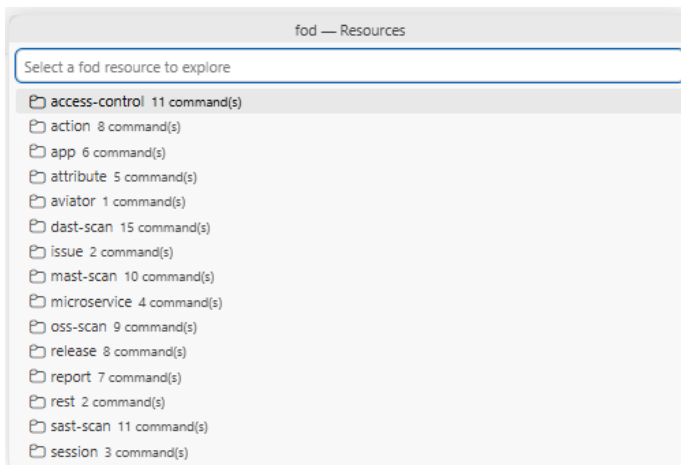 fod — Resources
Select a fod resource to explore
access-control 11 command(s)
action 8 command(s)
app 6 command(s)
attribute 5 command(s)
aviator 1 command(s)
dast-scan 15 command(s)
issue 2 command(s)
mast-scan 10 command(s)
microservice 4 command(s)
oss-scan 9 command(s)
release 8 command(s)
report 7 command(s)
rest 2 command(s)
sast-scan 11 command(s)
session 3 command(s)